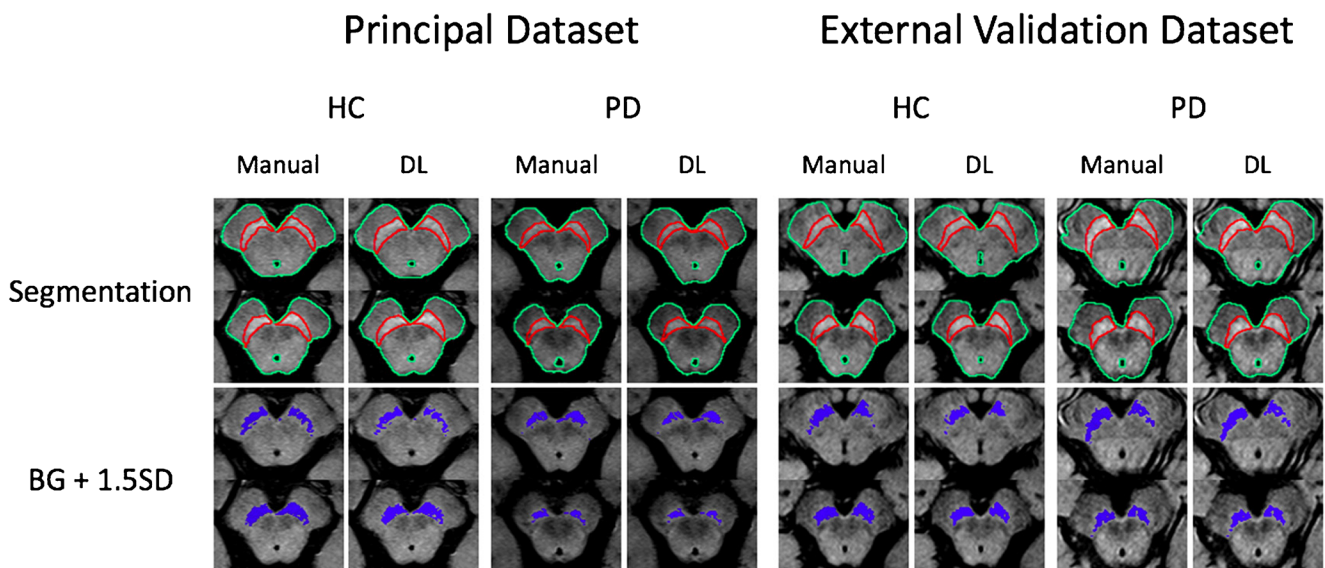 Principal Dataset External Validation Dataset
HC PD HC PD
Manual DL Manual DL Manual DL Manual DL
Segmentation
BG + 1.5SD